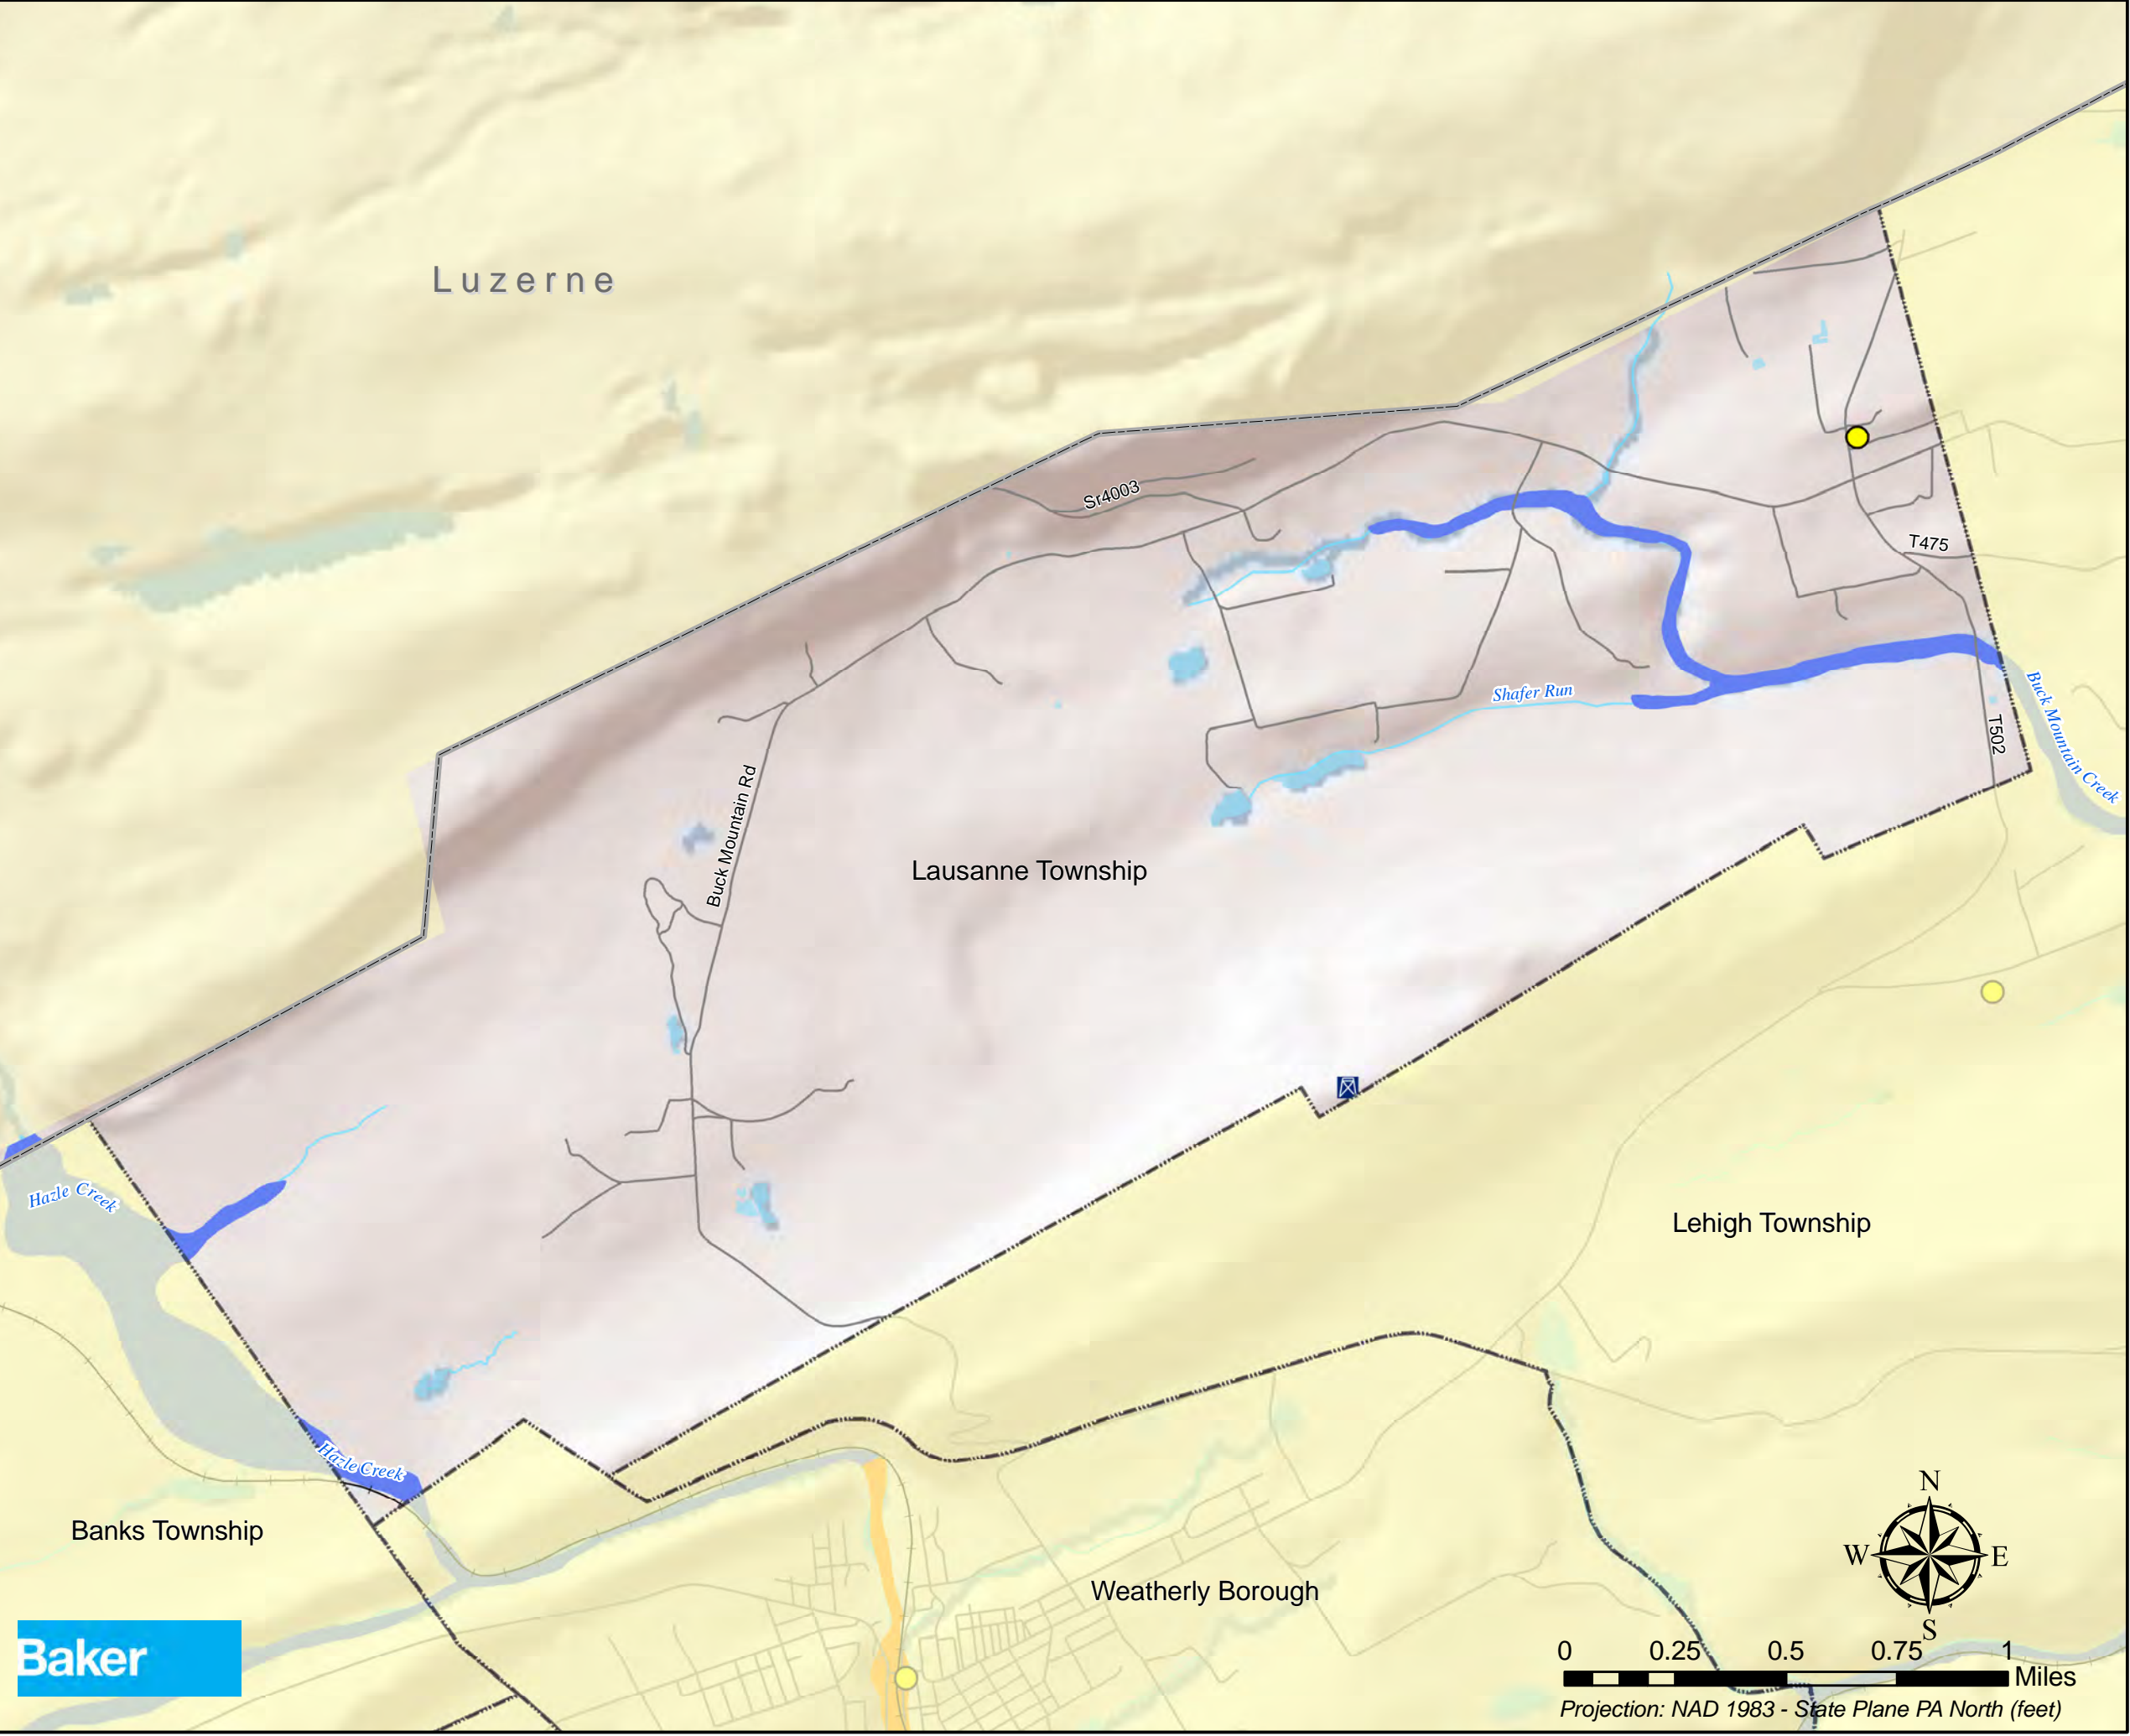 Luzerne
Sr4003
T475
Shafer Run
Buck Mountain Creek
T502
Buck Mountain Rd
Lausanne Township
Hazle Creek
Lehigh Township
Hazle Creek
Banks Township
Weatherly Borough
N
W E
S
Baker
0 0.25 0.5 0.75 1
Miles
Projection: NAD 1983 - State Plane PA North (feet)